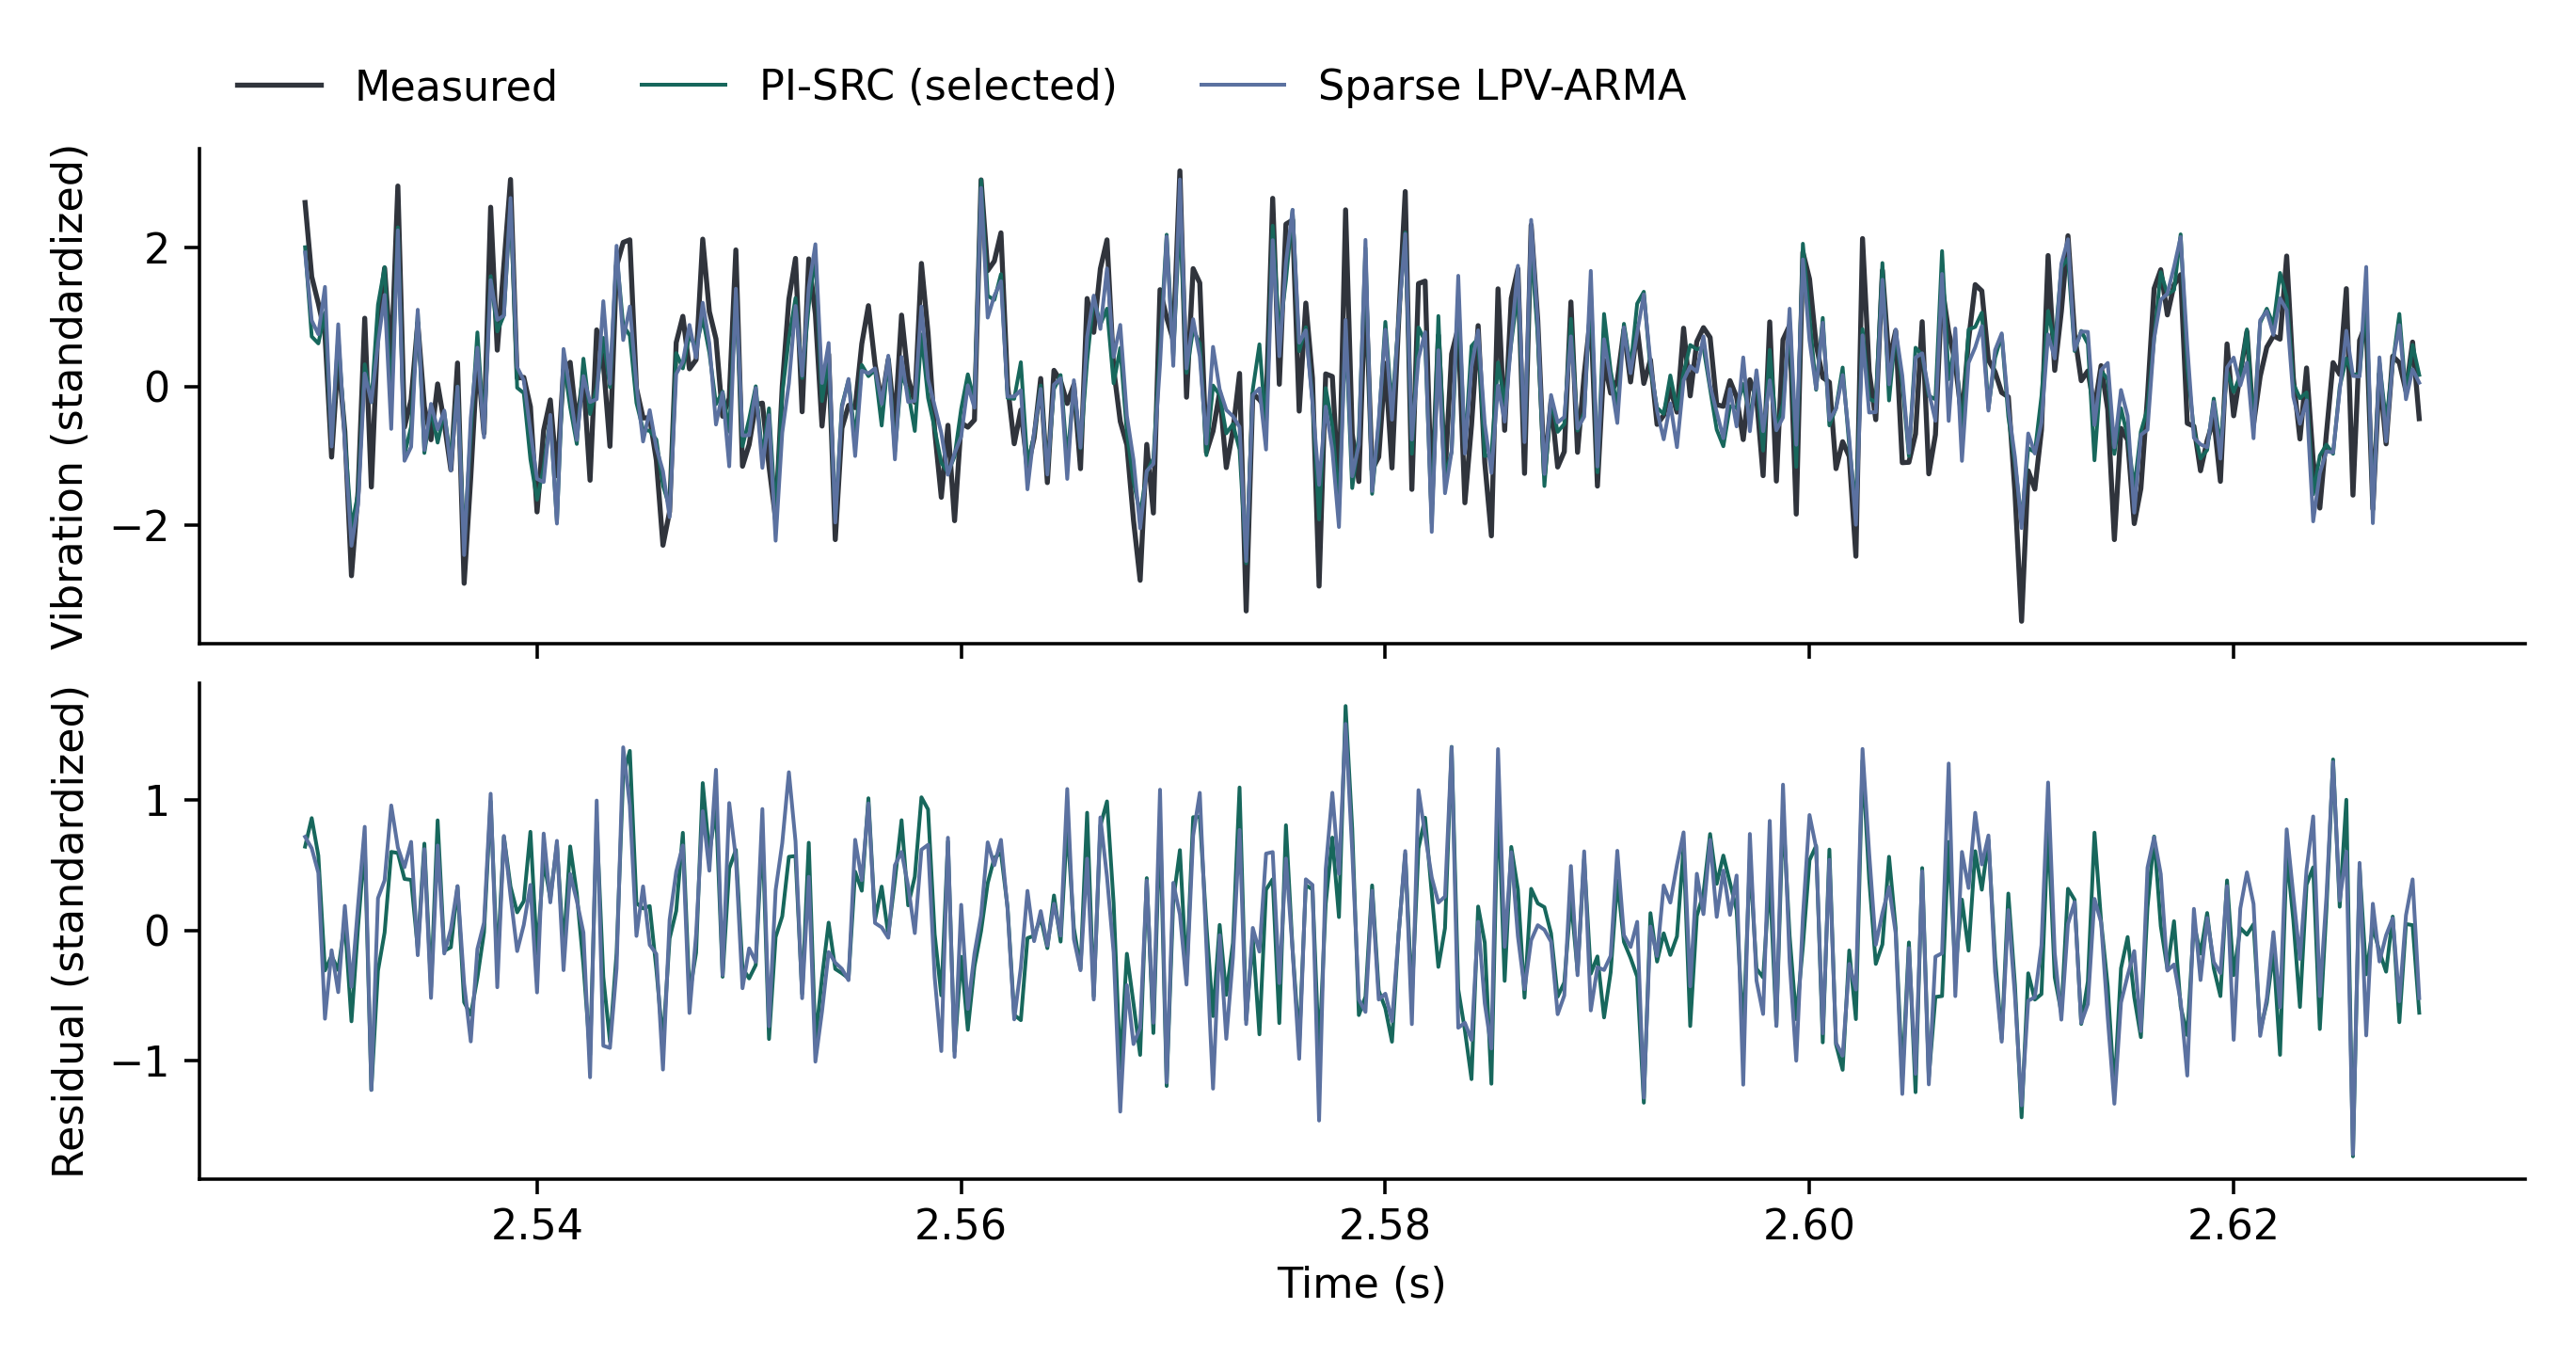 Measured PI-SRC (selected) Sparse LPV-ARMA
Vibration (standardized)
2
0
−2
Residual (standardized)
1
0
−1
2.54 2.56 2.58 2.60 2.62
Time (s)